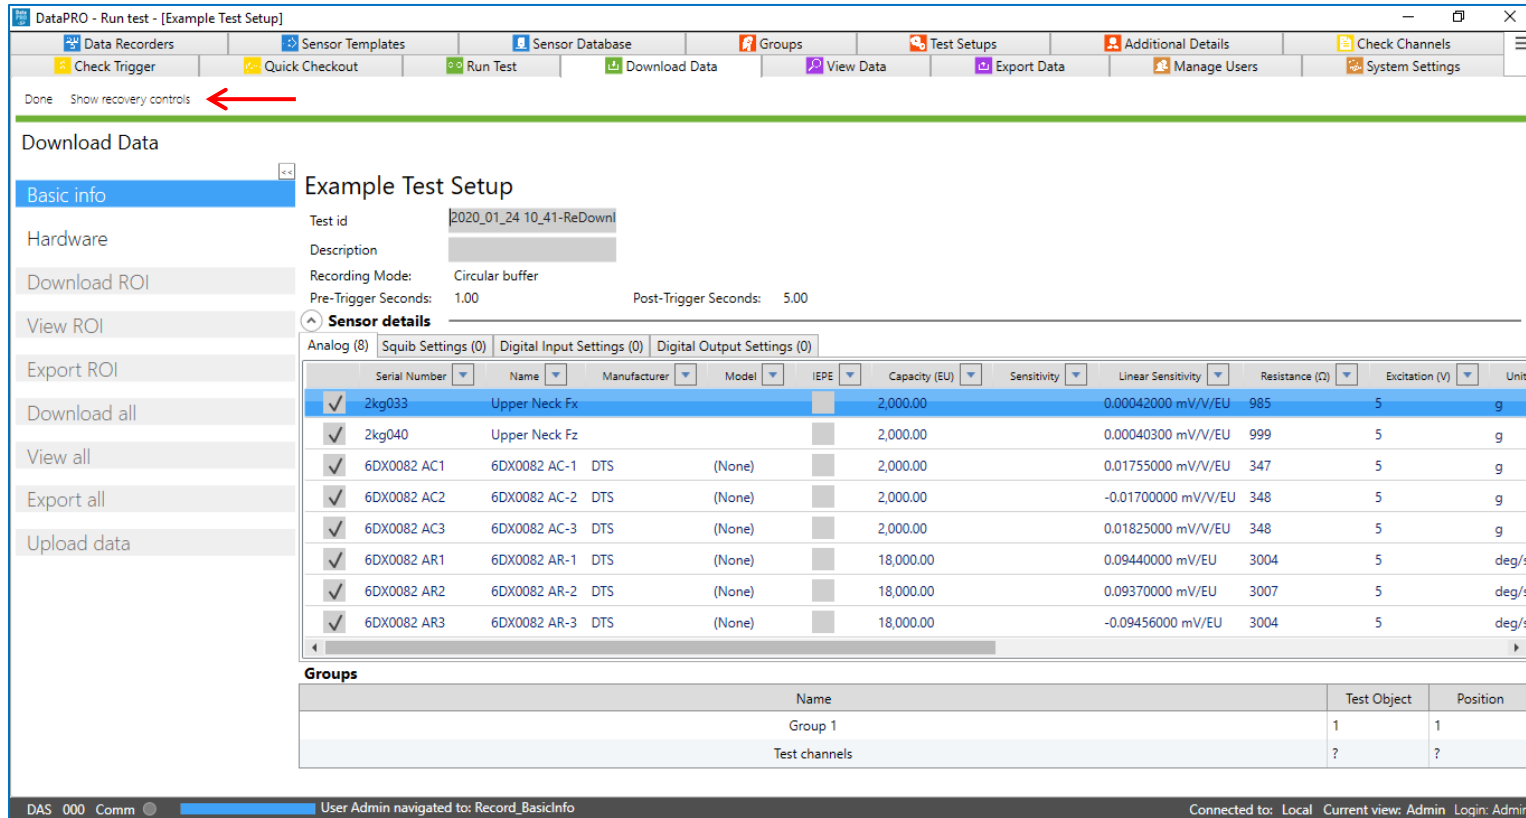 DataPRO - Run test - [Example Test Setup]
Data Recorders Sensor Templates Sensor Database Groups Test Setups Additional Details Check Channels
Check Trigger Quick Checkout Run Test Download Data View Data Export Data Manage Users System Settings
Done Show recovery controls
Download Data
<<
Basic info
Hardware
Download ROI
View ROI
Export ROI
Download all
View all
Export all
Upload data
Example Test Setup
Test id 2020_01_24 10_41-ReDownl
Description
Recording Mode: Circular buffer
Pre-Trigger Seconds: 1.00 Post-Trigger Seconds: 5.00
Sensor details
Analog (8) Squib Settings (0) Digital Input Settings (0) Digital Output Settings (0)
Serial Number Name Manufacturer Model IEPE Capacity (EU) Sensitivity Linear Sensitivity Resistance (Ω) Excitation (V) Unit
2kg033 Upper Neck Fx 2,000.00 0.00042000 mV/V/EU 985 5 g
2kg040 Upper Neck Fz 2,000.00 0.00040300 mV/V/EU 999 5 g
6DX0082 AC1 6DX0082 AC-1 DTS (None) 2,000.00 0.01755000 mV/V/EU 347 5 g
6DX0082 AC2 6DX0082 AC-2 DTS (None) 2,000.00 -0.01700000 mV/V/EU 348 5 g
6DX0082 AC3 6DX0082 AC-3 DTS (None) 2,000.00 0.01825000 mV/V/EU 348 5 g
6DX0082 AR1 6DX0082 AR-1 DTS (None) 18,000.00 0.09440000 mV/EU 3004 5 deg/s
6DX0082 AR2 6DX0082 AR-2 DTS (None) 18,000.00 0.09370000 mV/EU 3007 5 deg/s
6DX0082 AR3 6DX0082 AR-3 DTS (None) 18,000.00 -0.09456000 mV/EU 3004 5 deg/s
Groups
Name Test Object Position
Group 1 1 1
Test channels ? ?
DAS 000 Comm User Admin navigated to: Record_BasicInfo Connected to: Local Current view: Admin Login: Admin